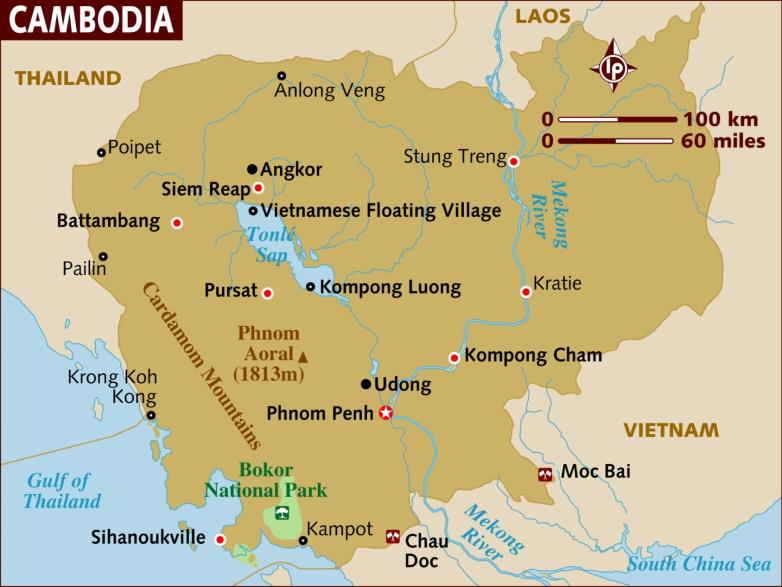 CAMBODIA
LAOS
THAILAND
lp
Anlong Veng
0 100 km
0 60 miles
Poipet
Stung Treng
Angkor
Siem Reap
Mekong
River
Battambang
Vietnamese Floating Village
Tonlé
Sap
Pailin
Pursat
Kompong Luong
Kratie
Cardamom Mountains
Phnom
Aoral
(1813m)
Kompong Cham
Krong Koh
Kong
Udong
Phnom Penh
VIETNAM
Gulf of
Thailand
Bokor
National Park
Moc Bai
Sihanoukville
Kampot
Chau
Doc
Mekong
River
South China Sea